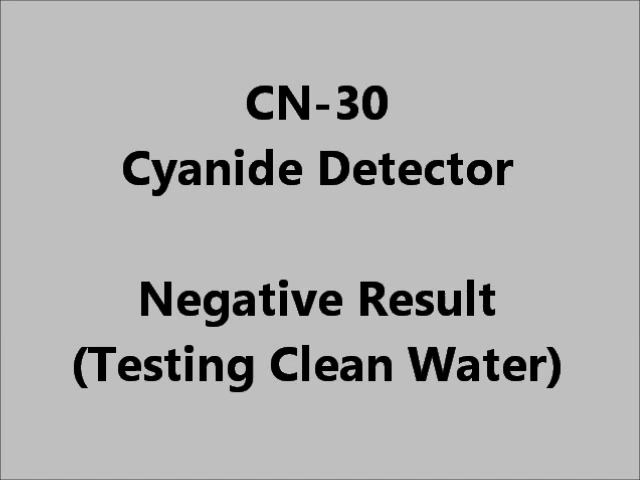 CN-30
Cyanide Detector
Negative Result
(Testing Clean Water)